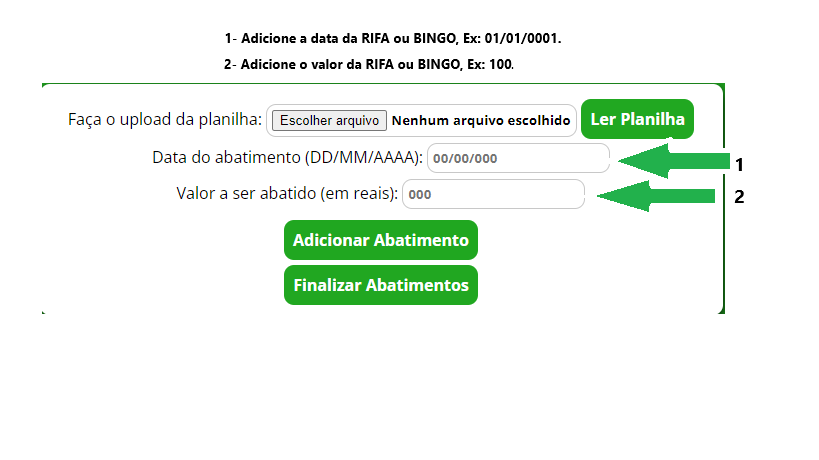 1- Adicione a data da RIFA ou BINGO, Ex: 01/01/0001.
2- Adicione o valor da RIFA ou BINGO, Ex: 100.
Faça o upload da planilha: Escolher arquivo Nenhum arquivo escolhido Ler Planilha
Data do abatimento (DD/MM/AAAA): 00/00/000 1
Valor a ser abatido (em reais): 000 2
Adicionar Abatimento
Finalizar Abatimentos